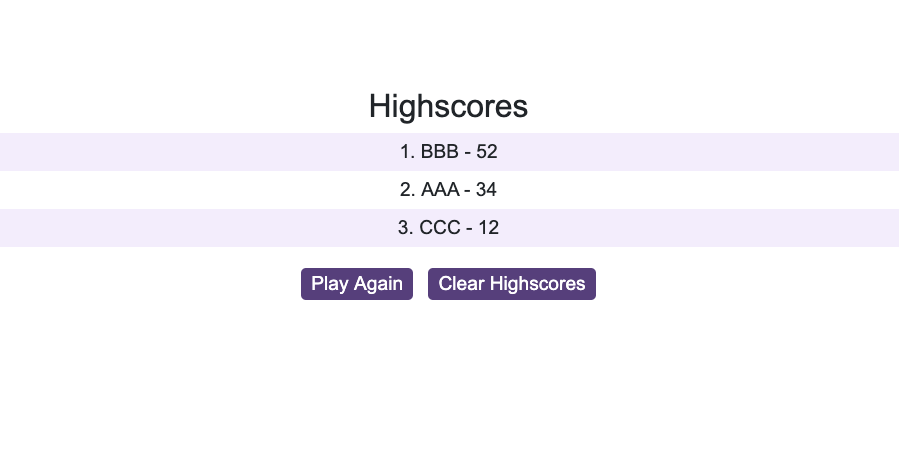 Highscores
1. BBB - 52
2. AAA - 34
3. CCC - 12
Play Again Clear Highscores